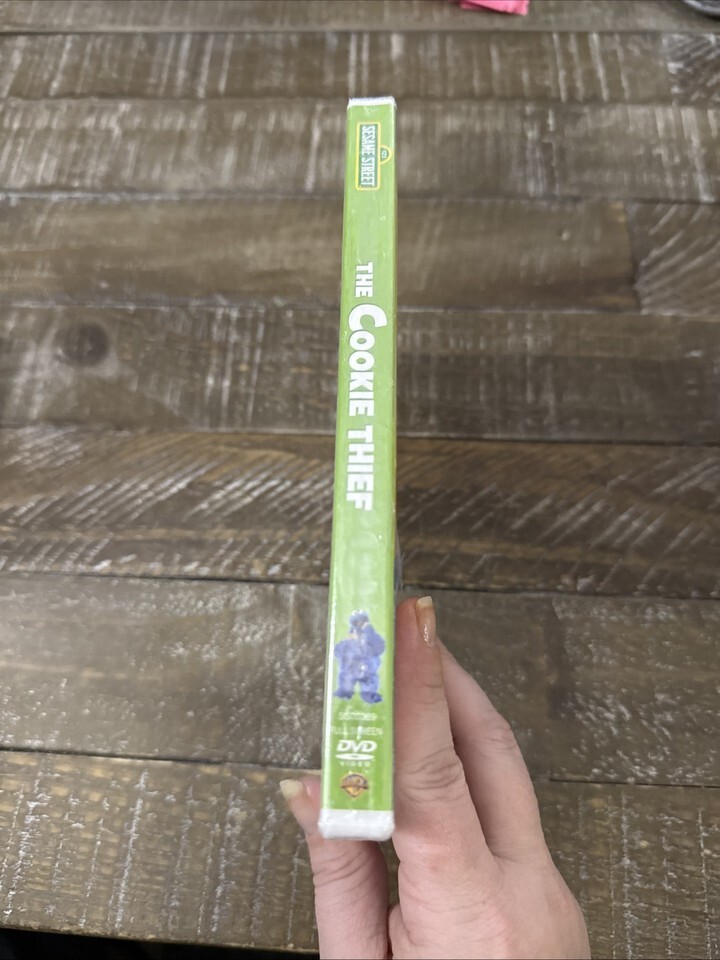 SESAME STREET
THE COOKIE THIEF
FULL SCREEN
DVD
VIDEO